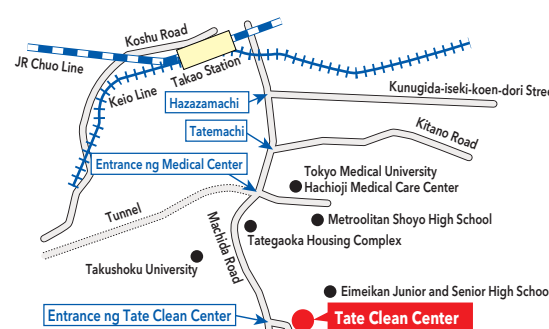 Koshu Road
JR Chuo Line
Takao Station
Keio Line
Kunugida-iseki-koen-dori Stree
Hazazamachi
Tatemachi
Kitano Road
Entrance ng Medical Center
Tokyo Medical University
Hachioji Medical Care Center
Tunnel
Machida Road
Metroolitan Shoyo High School
Tategaoka Housing Complex
Takushoku University
Eimeikan Junior and Senior High Schoo
Entrance ng Tate Clean Center
Tate Clean Center